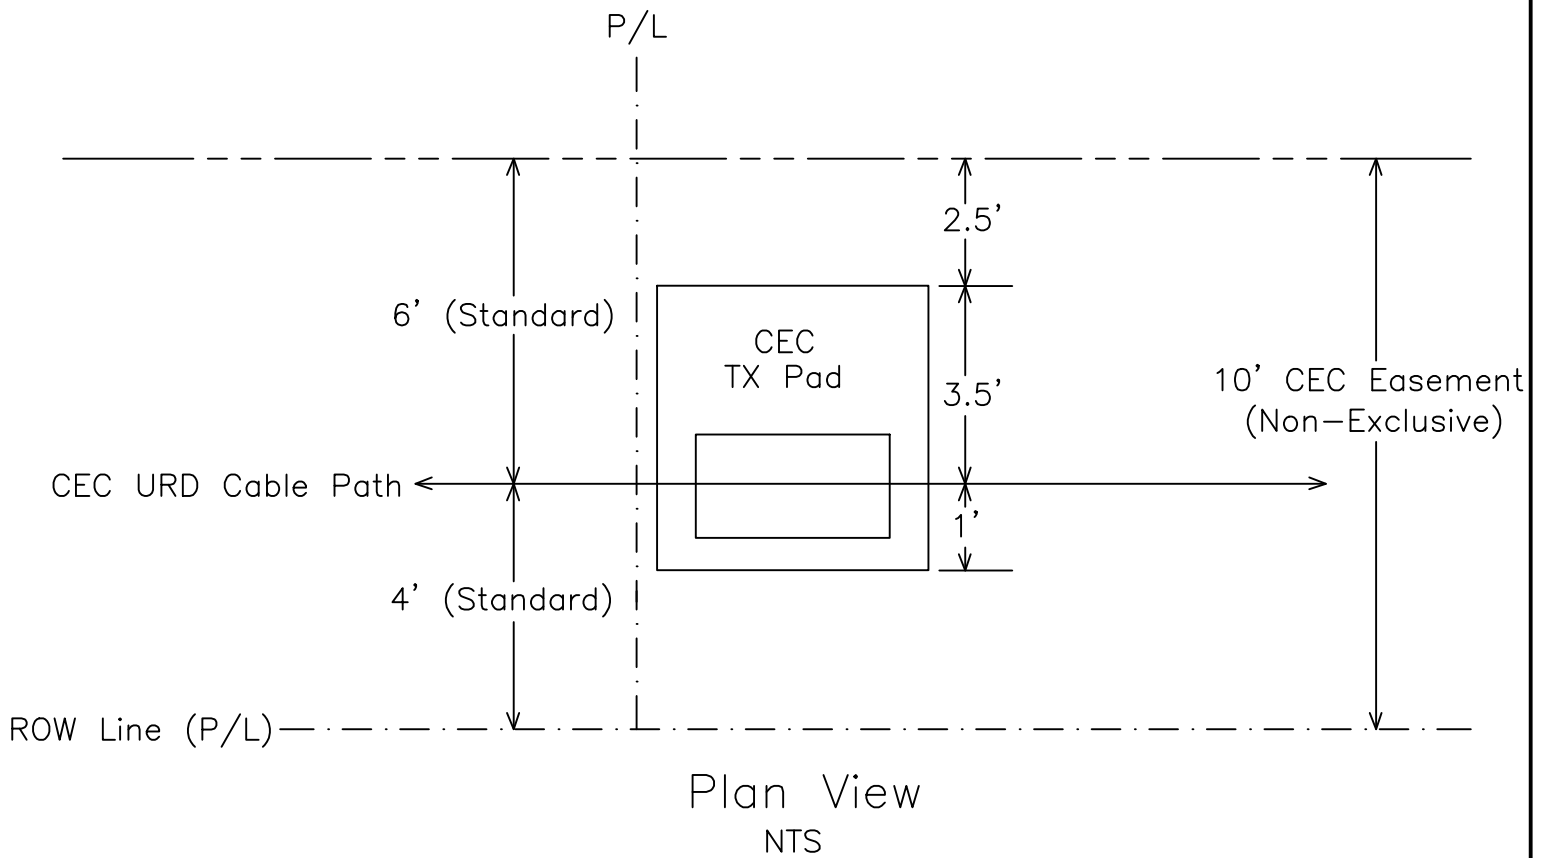 P/L
2.5'
6' (Standard)
CEC
TX Pad
3.5'
10' CEC Easement
(Non-Exclusive)
CEC URD Cable Path
1'
4' (Standard)
ROW Line (P/L)
Plan View
NTS